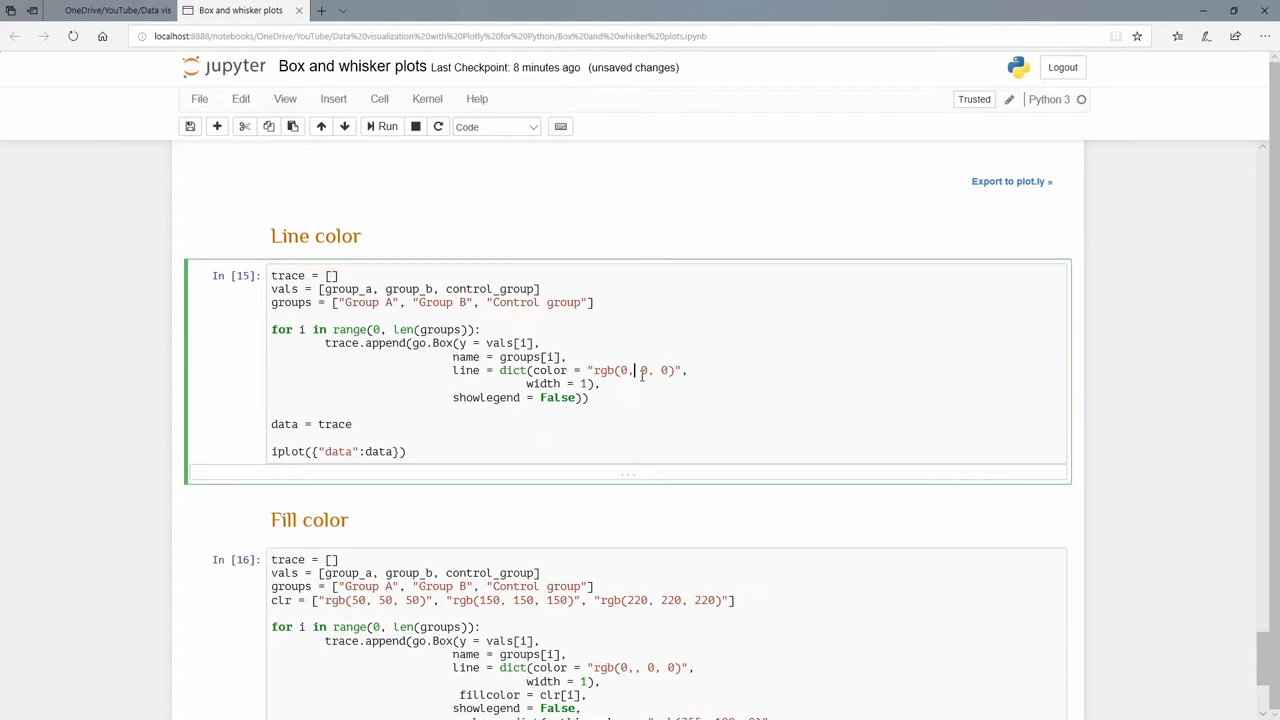 OneDrive/YouTube/Data vis
Box and whisker plots
localhost:8888/notebooks/OneDrive/YouTube/Data%20visualization%20with%20Plotly%20for%20Python/Box%20and%20whisker%20plots.ipynb
jupyter Box and whisker plots Last Checkpoint: 8 minutes ago (unsaved changes)
Logout
File Edit View Insert Cell Kernel Help
Trusted Python 3
Run Code
Export to plot.ly »
Line color
In [15]: trace = []
vals = [group_a, group_b, control_group]
groups = ["Group A", "Group B", "Control group"]
for i in range(0, len(groups)):
trace.append(go.Box(y = vals[i],
name = groups[i],
line = dict(color = "rgb(0, 0, 0)",
width = 1),
showlegend = False))
data = trace
iplot({"data":data})
...
Fill color
In [16]: trace = []
vals = [group_a, group_b, control_group]
groups = ["Group A", "Group B", "Control group"]
clr = ["rgb(50, 50, 50)", "rgb(150, 150, 150)", "rgb(220, 220, 220)"]
for i in range(0, len(groups)):
trace.append(go.Box(y = vals[i],
name = groups[i],
line = dict(color = "rgb(0,, 0, 0)",
width = 1),
fillcolor = clr[i],
showlegend = False,